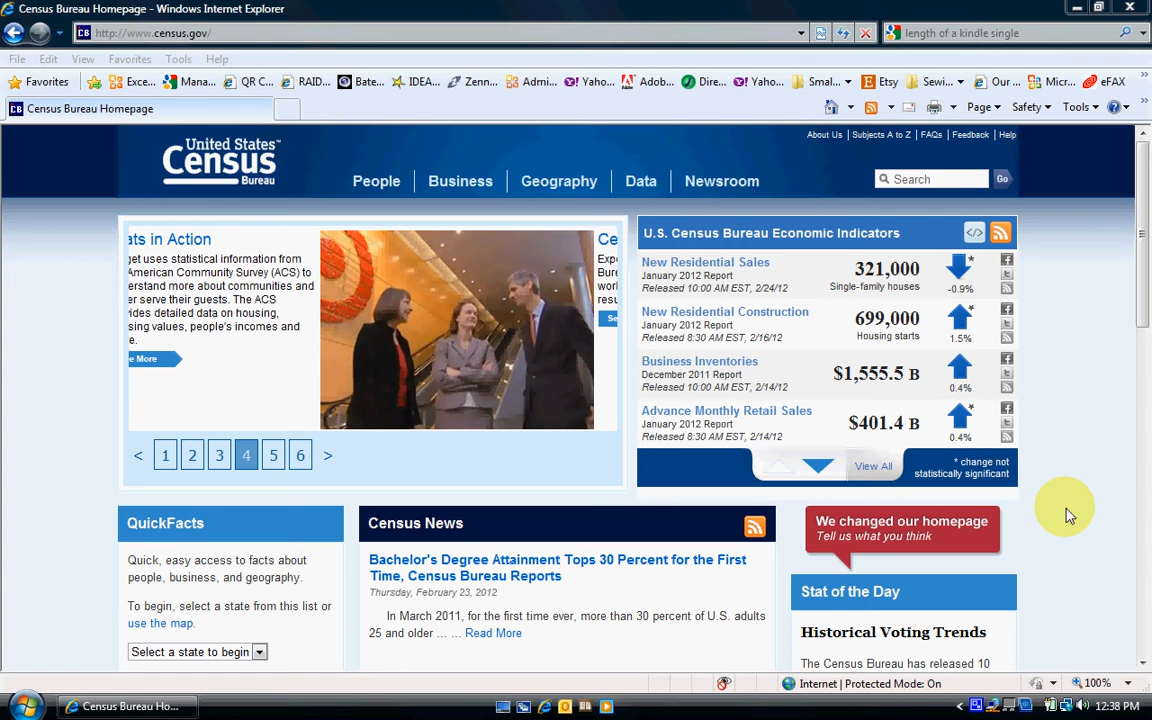 Census Bureau Homepage - Windows Internet Explorer
http://www.census.gov/
length of a kindle single
File Edit View Favorites Tools Help
Favorites Exce... Mana... QR C... RAID... Bate... IDEA... Zenn... Admi... Yaho... Adob... Dire... Yaho... Smal... Etsy Sewi... Our ... Micr... eFAX
CB Census Bureau Homepage
Page Safety Tools
About Us | Subjects A to Z | FAQs | Feedback | Help
United States™
Census
Bureau
People Business Geography Data Newsroom
Search Go
ats in Action
get uses statistical information from
American Community Survey (ACS) to
erstand more about communities and
er serve their guests. The ACS
vides detailed data on housing,
sing values, people's incomes and
e.
e More
Ce
Exp
Bure
wor
resu
Se
< 1 2 3 4 5 6 >
U.S. Census Bureau Economic Indicators </>
New Residential Sales
January 2012 Report
Released 10:00 AM EST, 2/24/12
321,000
Single-family houses
*
-0.9%
New Residential Construction
January 2012 Report
Released 8:30 AM EST, 2/16/12
699,000
Housing starts
*
1.5%
Business Inventories
December 2011 Report
Released 10:00 AM EST, 2/14/12
$1,555.5 B
0.4%
Advance Monthly Retail Sales
January 2012 Report
Released 8:30 AM EST, 2/14/12
$401.4 B
*
0.4%
View All
* change not
statistically significant
QuickFacts
Quick, easy access to facts about
people, business, and geography.
To begin, select a state from this list or
use the map.
Select a state to begin
Census News
Bachelor's Degree Attainment Tops 30 Percent for the First
Time, Census Bureau Reports
Thursday, February 23, 2012
In March 2011, for the first time ever, more than 30 percent of U.S. adults
25 and older ... ... Read More
We changed our homepage
Tell us what you think
Stat of the Day
Historical Voting Trends
The Census Bureau has released 10
Internet | Protected Mode: On
100%
Census Bureau Ho...
12:38 PM